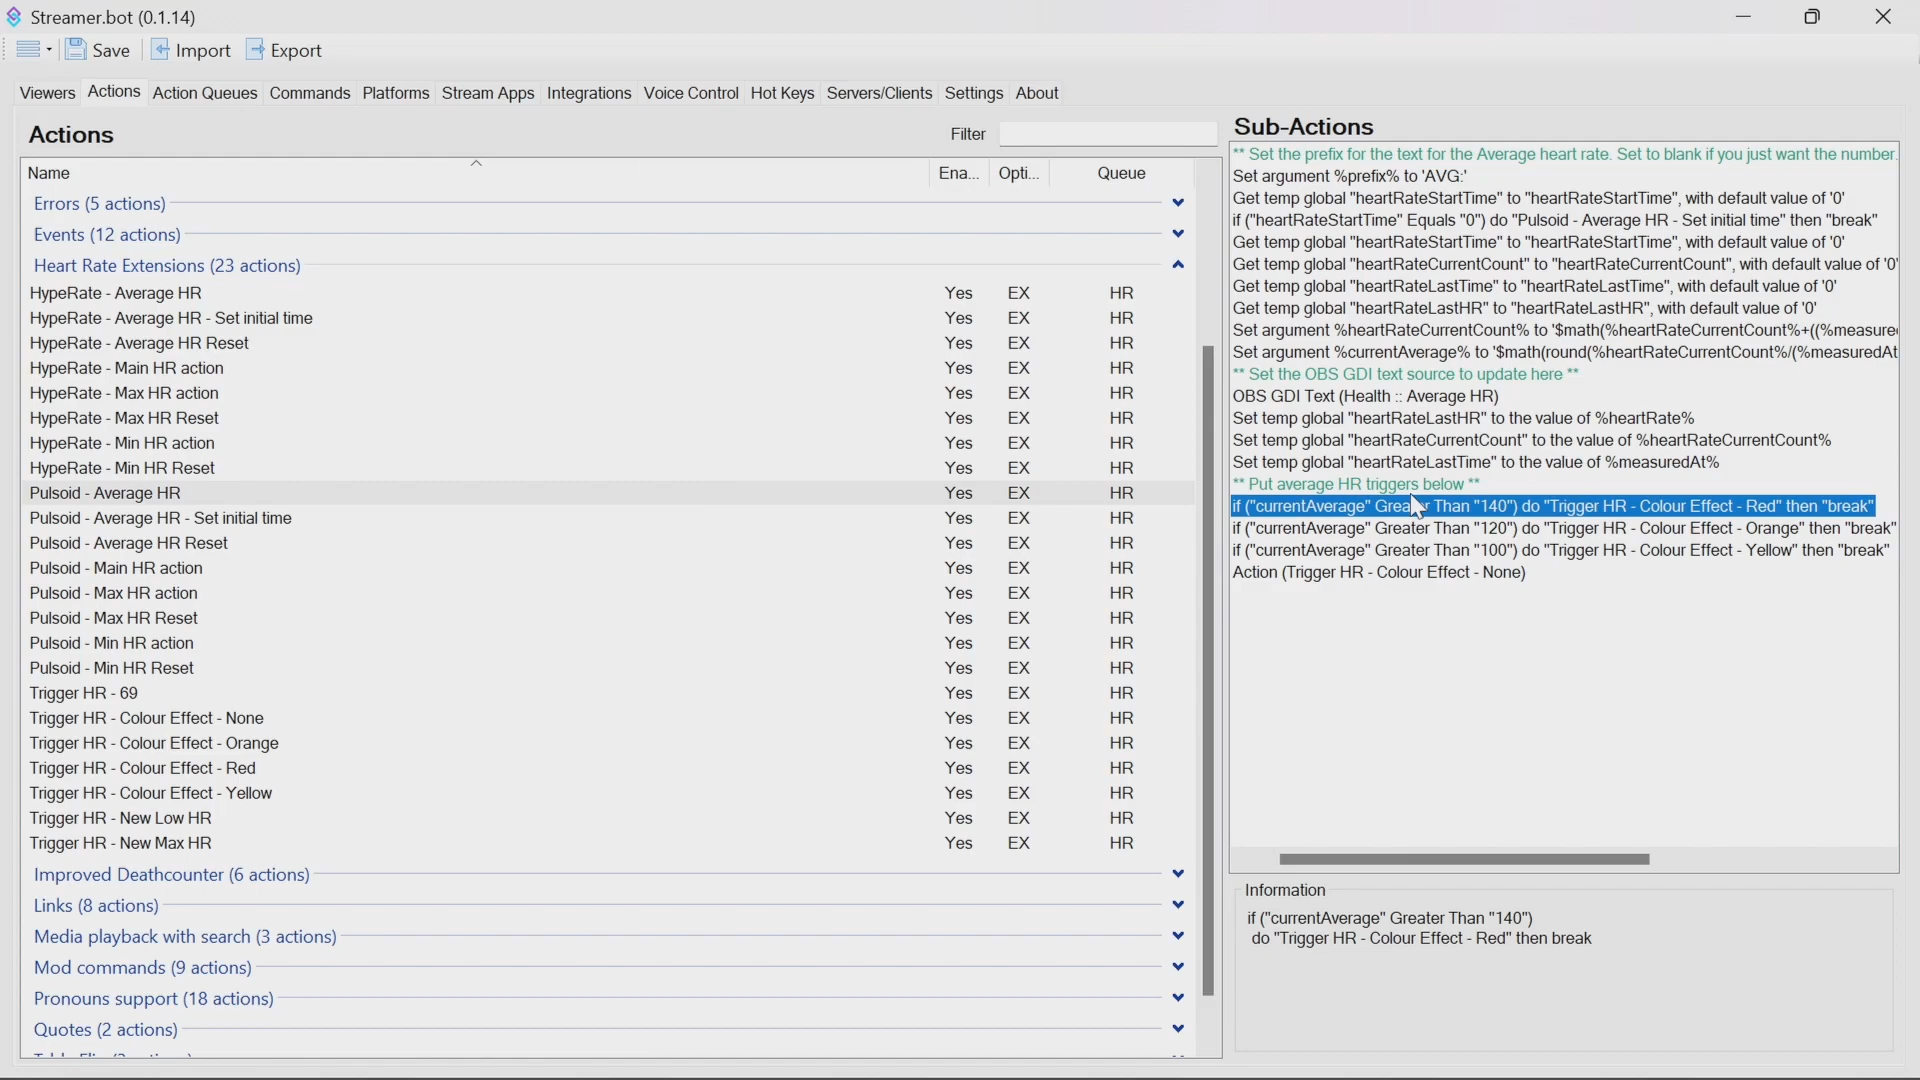 Streamer.bot (0.1.14)
Save Import Export
Viewers Actions Action Queues Commands Platforms Stream Apps Integrations Voice Control Hot Keys Servers/Clients Settings About
Actions
Filter
Name Ena... Opti... Queue
Errors (5 actions)
Events (12 actions)
Heart Rate Extensions (23 actions)
HypeRate - Average HR Yes EX HR
HypeRate - Average HR - Set initial time Yes EX HR
HypeRate - Average HR Reset Yes EX HR
HypeRate - Main HR action Yes EX HR
HypeRate - Max HR action Yes EX HR
HypeRate - Max HR Reset Yes EX HR
HypeRate - Min HR action Yes EX HR
HypeRate - Min HR Reset Yes EX HR
Pulsoid - Average HR Yes EX HR
Pulsoid - Average HR - Set initial time Yes EX HR
Pulsoid - Average HR Reset Yes EX HR
Pulsoid - Main HR action Yes EX HR
Pulsoid - Max HR action Yes EX HR
Pulsoid - Max HR Reset Yes EX HR
Pulsoid - Min HR action Yes EX HR
Pulsoid - Min HR Reset Yes EX HR
Trigger HR - 69 Yes EX HR
Trigger HR - Colour Effect - None Yes EX HR
Trigger HR - Colour Effect - Orange Yes EX HR
Trigger HR - Colour Effect - Red Yes EX HR
Trigger HR - Colour Effect - Yellow Yes EX HR
Trigger HR - New Low HR Yes EX HR
Trigger HR - New Max HR Yes EX HR
Improved Deathcounter (6 actions)
Links (8 actions)
Media playback with search (3 actions)
Mod commands (9 actions)
Pronouns support (18 actions)
Quotes (2 actions)
Sub-Actions
** Set the prefix for the text for the Average heart rate. Set to blank if you just want the number.
Set argument %prefix% to 'AVG:'
Get temp global "heartRateStartTime" to "heartRateStartTime", with default value of '0'
if ("heartRateStartTime" Equals "0") do "Pulsoid - Average HR - Set initial time" then "break"
Get temp global "heartRateStartTime" to "heartRateStartTime", with default value of '0'
Get temp global "heartRateCurrentCount" to "heartRateCurrentCount", with default value of '0'
Get temp global "heartRateLastTime" to "heartRateLastTime", with default value of '0'
Get temp global "heartRateLastHR" to "heartRateLastHR", with default value of '0'
Set argument %heartRateCurrentCount% to '$math(%heartRateCurrentCount%+((%measure
Set argument %currentAverage% to '$math(round(%heartRateCurrentCount%/(%measuredAt
** Set the OBS GDI text source to update here **
OBS GDI Text (Health :: Average HR)
Set temp global "heartRateLastHR" to the value of %heartRate%
Set temp global "heartRateCurrentCount" to the value of %heartRateCurrentCount%
Set temp global "heartRateLastTime" to the value of %measuredAt%
** Put average HR triggers below **
if ("currentAverage" Greater Than "140") do "Trigger HR - Colour Effect - Red" then "break"
if ("currentAverage" Greater Than "120") do "Trigger HR - Colour Effect - Orange" then "break"
if ("currentAverage" Greater Than "100") do "Trigger HR - Colour Effect - Yellow" then "break"
Action (Trigger HR - Colour Effect - None)
Information
if ("currentAverage" Greater Than "140")
do "Trigger HR - Colour Effect - Red" then break